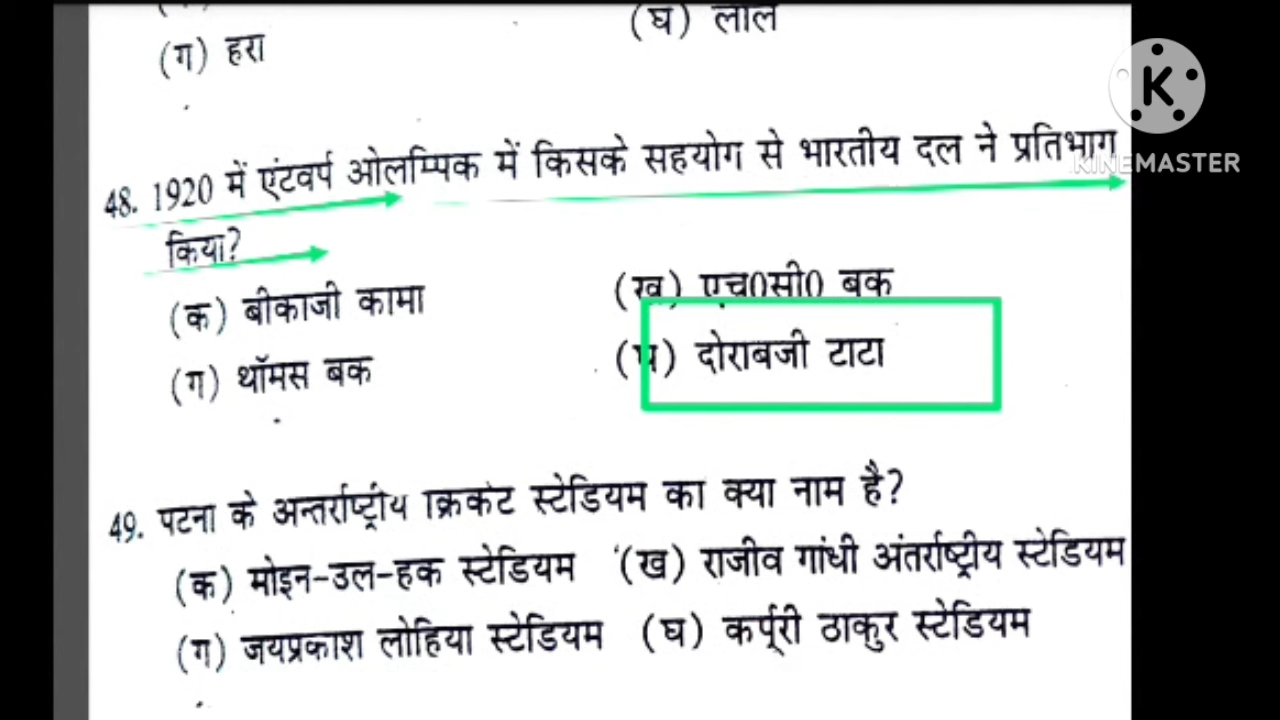 (ग) हरा
(घ) लाल
K
KINEMASTER
48. 1920 में एंटवर्प ओलम्पिक में किसके सहयोग से भारतीय दल ने प्रतिभाग
किया?
(क) बीकाजी कामा
(ख) एच0सी0 बक
(ग) थॉमस बक
(घ) दोराबजी टाटा
49. पटना के अन्तर्राष्ट्रीय क्रिकेट स्टेडियम का क्या नाम है?
(क) मोइन-उल-हक स्टेडियम
(ख) राजीव गांधी अंतर्राष्ट्रीय स्टेडियम
(ग) जयप्रकाश लोहिया स्टेडियम
(घ) कर्पूरी ठाकुर स्टेडियम